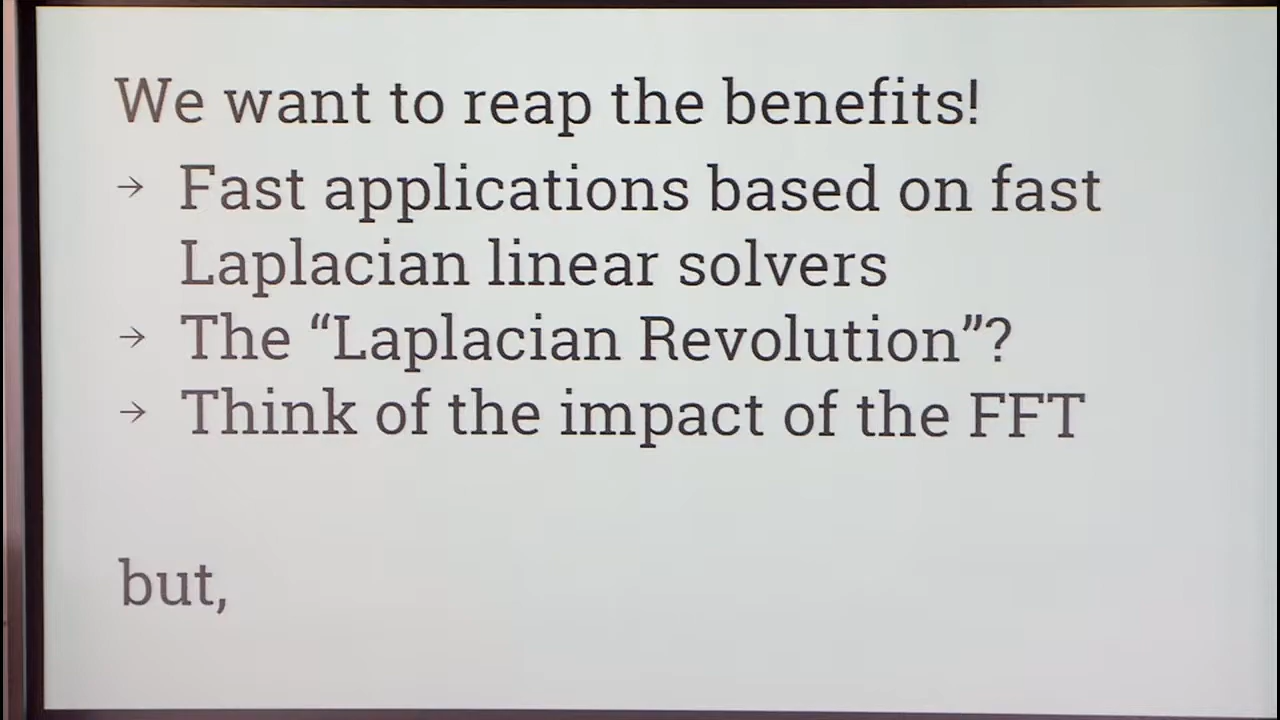 We want to reap the benefits!
→ Fast applications based on fast
Laplacian linear solvers
→ The “Laplacian Revolution”?
→ Think of the impact of the FFT
but,